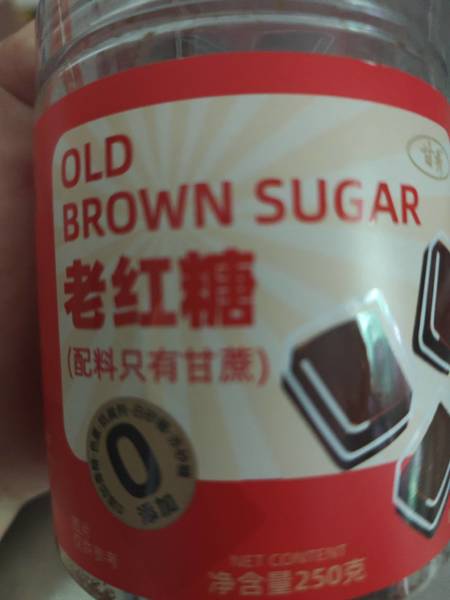 OLD
BROWN SUGAR
老红糖
(配料只有甘蔗)
0
添加
NET CONTENT
净含量250克